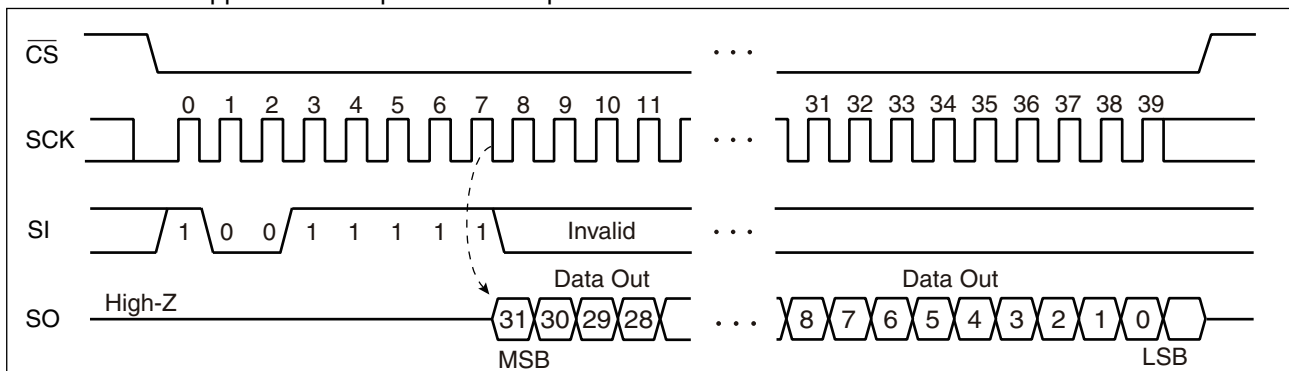 CS
0 1 2 3 4 5 6 7 8 9 10 11 31 32 33 34 35 36 37 38 39
SCK
SI 1 0 0 1 1 1 1 1 Invalid
Data Out Data Out
SO High-Z 31 30 29 28 8 7 6 5 4 3 2 1 0
MSB LSB